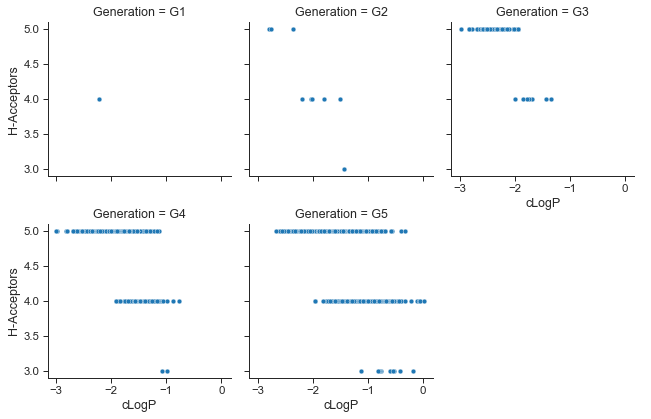 Generation = G1
Generation = G2
Generation = G3
5.0
4.5
4.0
3.5
3.0
H-Acceptors
−3
−2
−1
0
cLogP
Generation = G4
Generation = G5
5.0
4.5
4.0
3.5
3.0
H-Acceptors
−3
−2
−1
0
cLogP
−3
−2
−1
0
cLogP